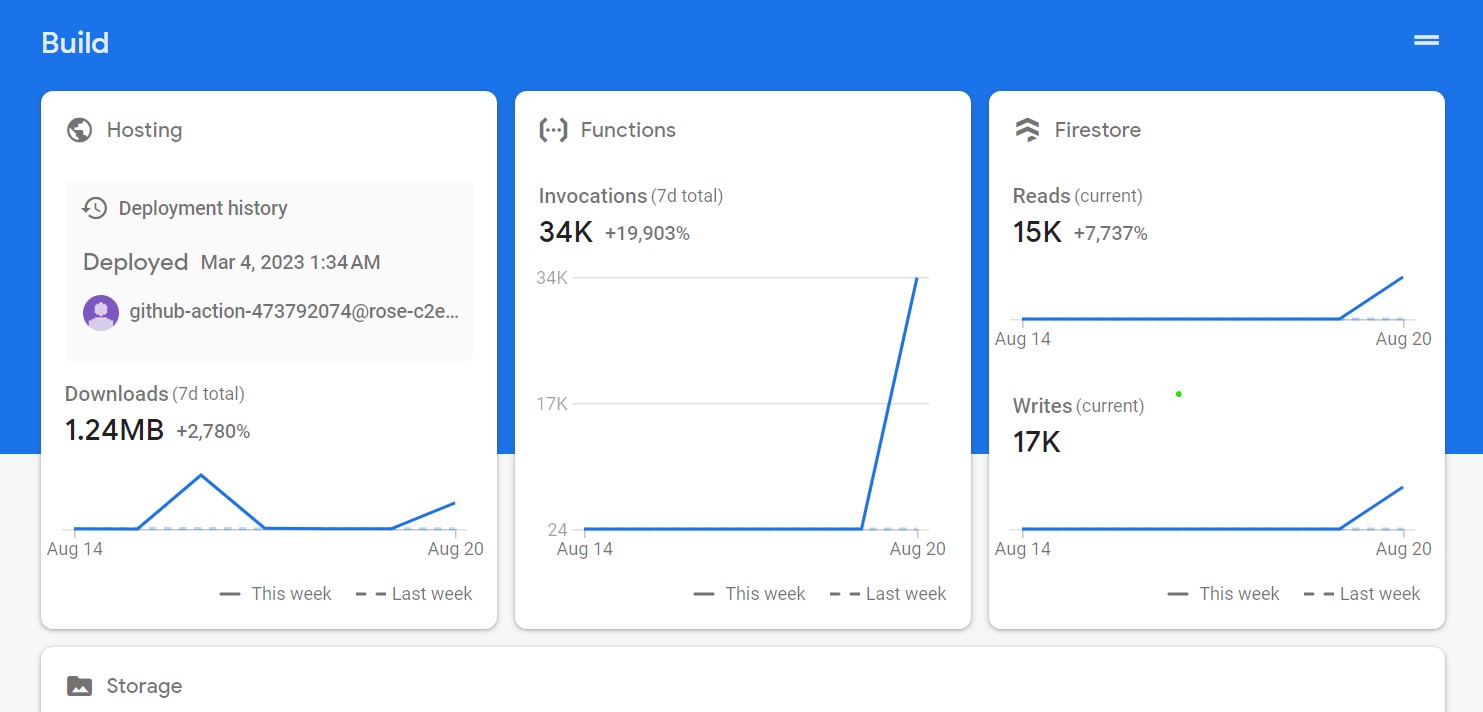 Build
Hosting
Deployment history
Deployed Mar 4, 2023 1:34 AM
github-action-473792074@rose-c2e...
Downloads (7d total)
1.24MB +2,780%
Aug 14 Aug 20
This week Last week
Functions
Invocations (7d total)
34K +19,903%
34K
17K
24
Aug 14 Aug 20
This week Last week
Firestore
Reads (current)
15K +7,737%
Aug 14 Aug 20
Writes (current)
17K
Aug 14 Aug 20
This week Last week
Storage